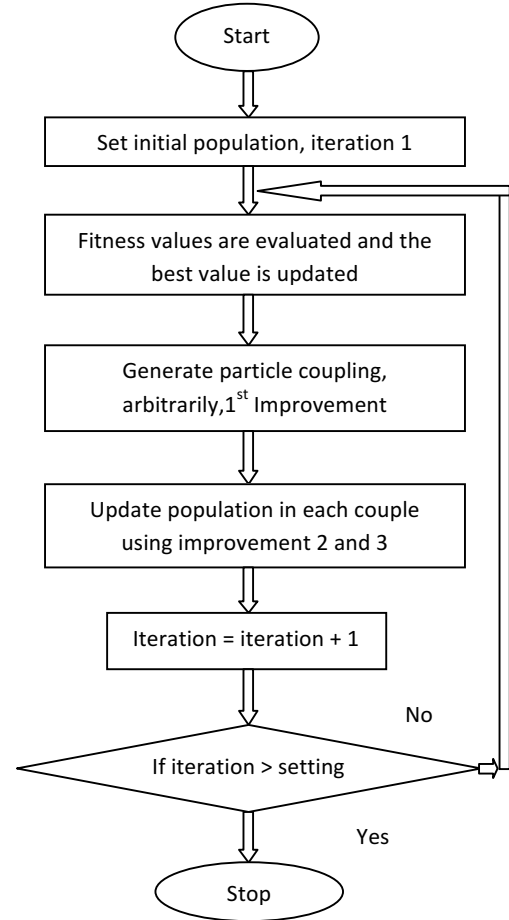 Start
Set initial population, iteration 1
Fitness values are evaluated and the
best value is updated
Generate particle coupling,
arbitrarily,1st Improvement
Update population in each couple
using improvement 2 and 3
Iteration = iteration + 1
No
If iteration > setting
Yes
Stop